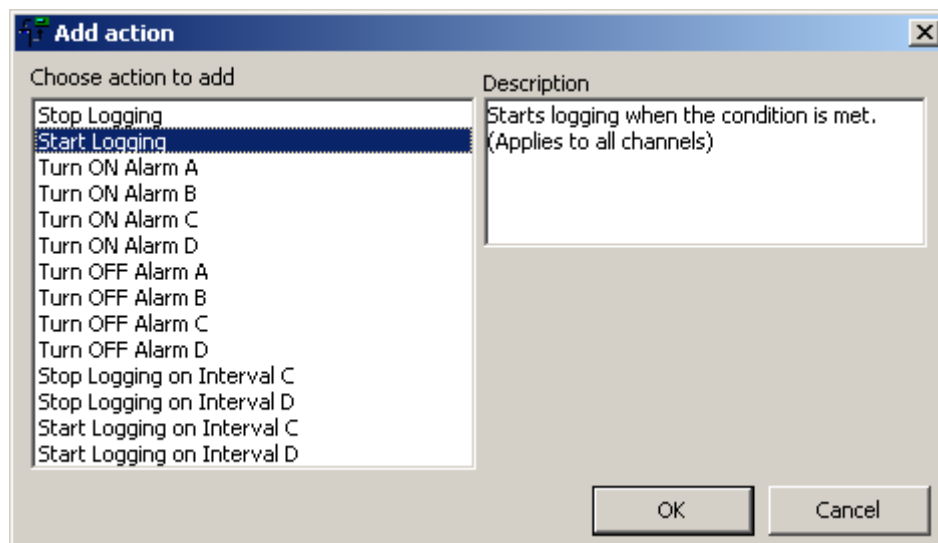 Add action
Choose action to add
Stop Logging
Start Logging
Turn ON Alarm A
Turn ON Alarm B
Turn ON Alarm C
Turn ON Alarm D
Turn OFF Alarm A
Turn OFF Alarm B
Turn OFF Alarm C
Turn OFF Alarm D
Stop Logging on Interval C
Stop Logging on Interval D
Start Logging on Interval C
Start Logging on Interval D
Description
Starts logging when the condition is met.
(Applies to all channels)
OK
Cancel